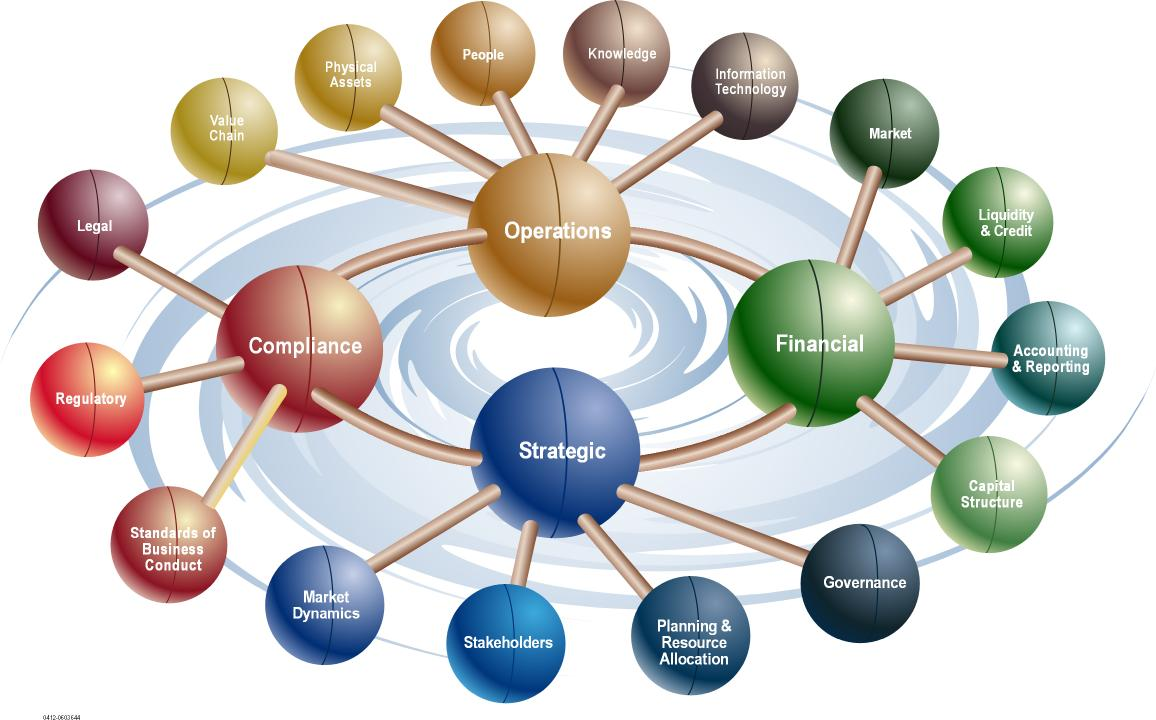 People
Knowledge
Physical
Assets
Information
Technology
Value
Chain
Market
Legal
Operations
Liquidity
& Credit
Compliance
Financial
Accounting
& Reporting
Regulatory
Strategic
Capital
Structure
Standards of
Business
Conduct
Market
Dynamics
Stakeholders
Planning &
Resource
Allocation
Governance
0412-0603644